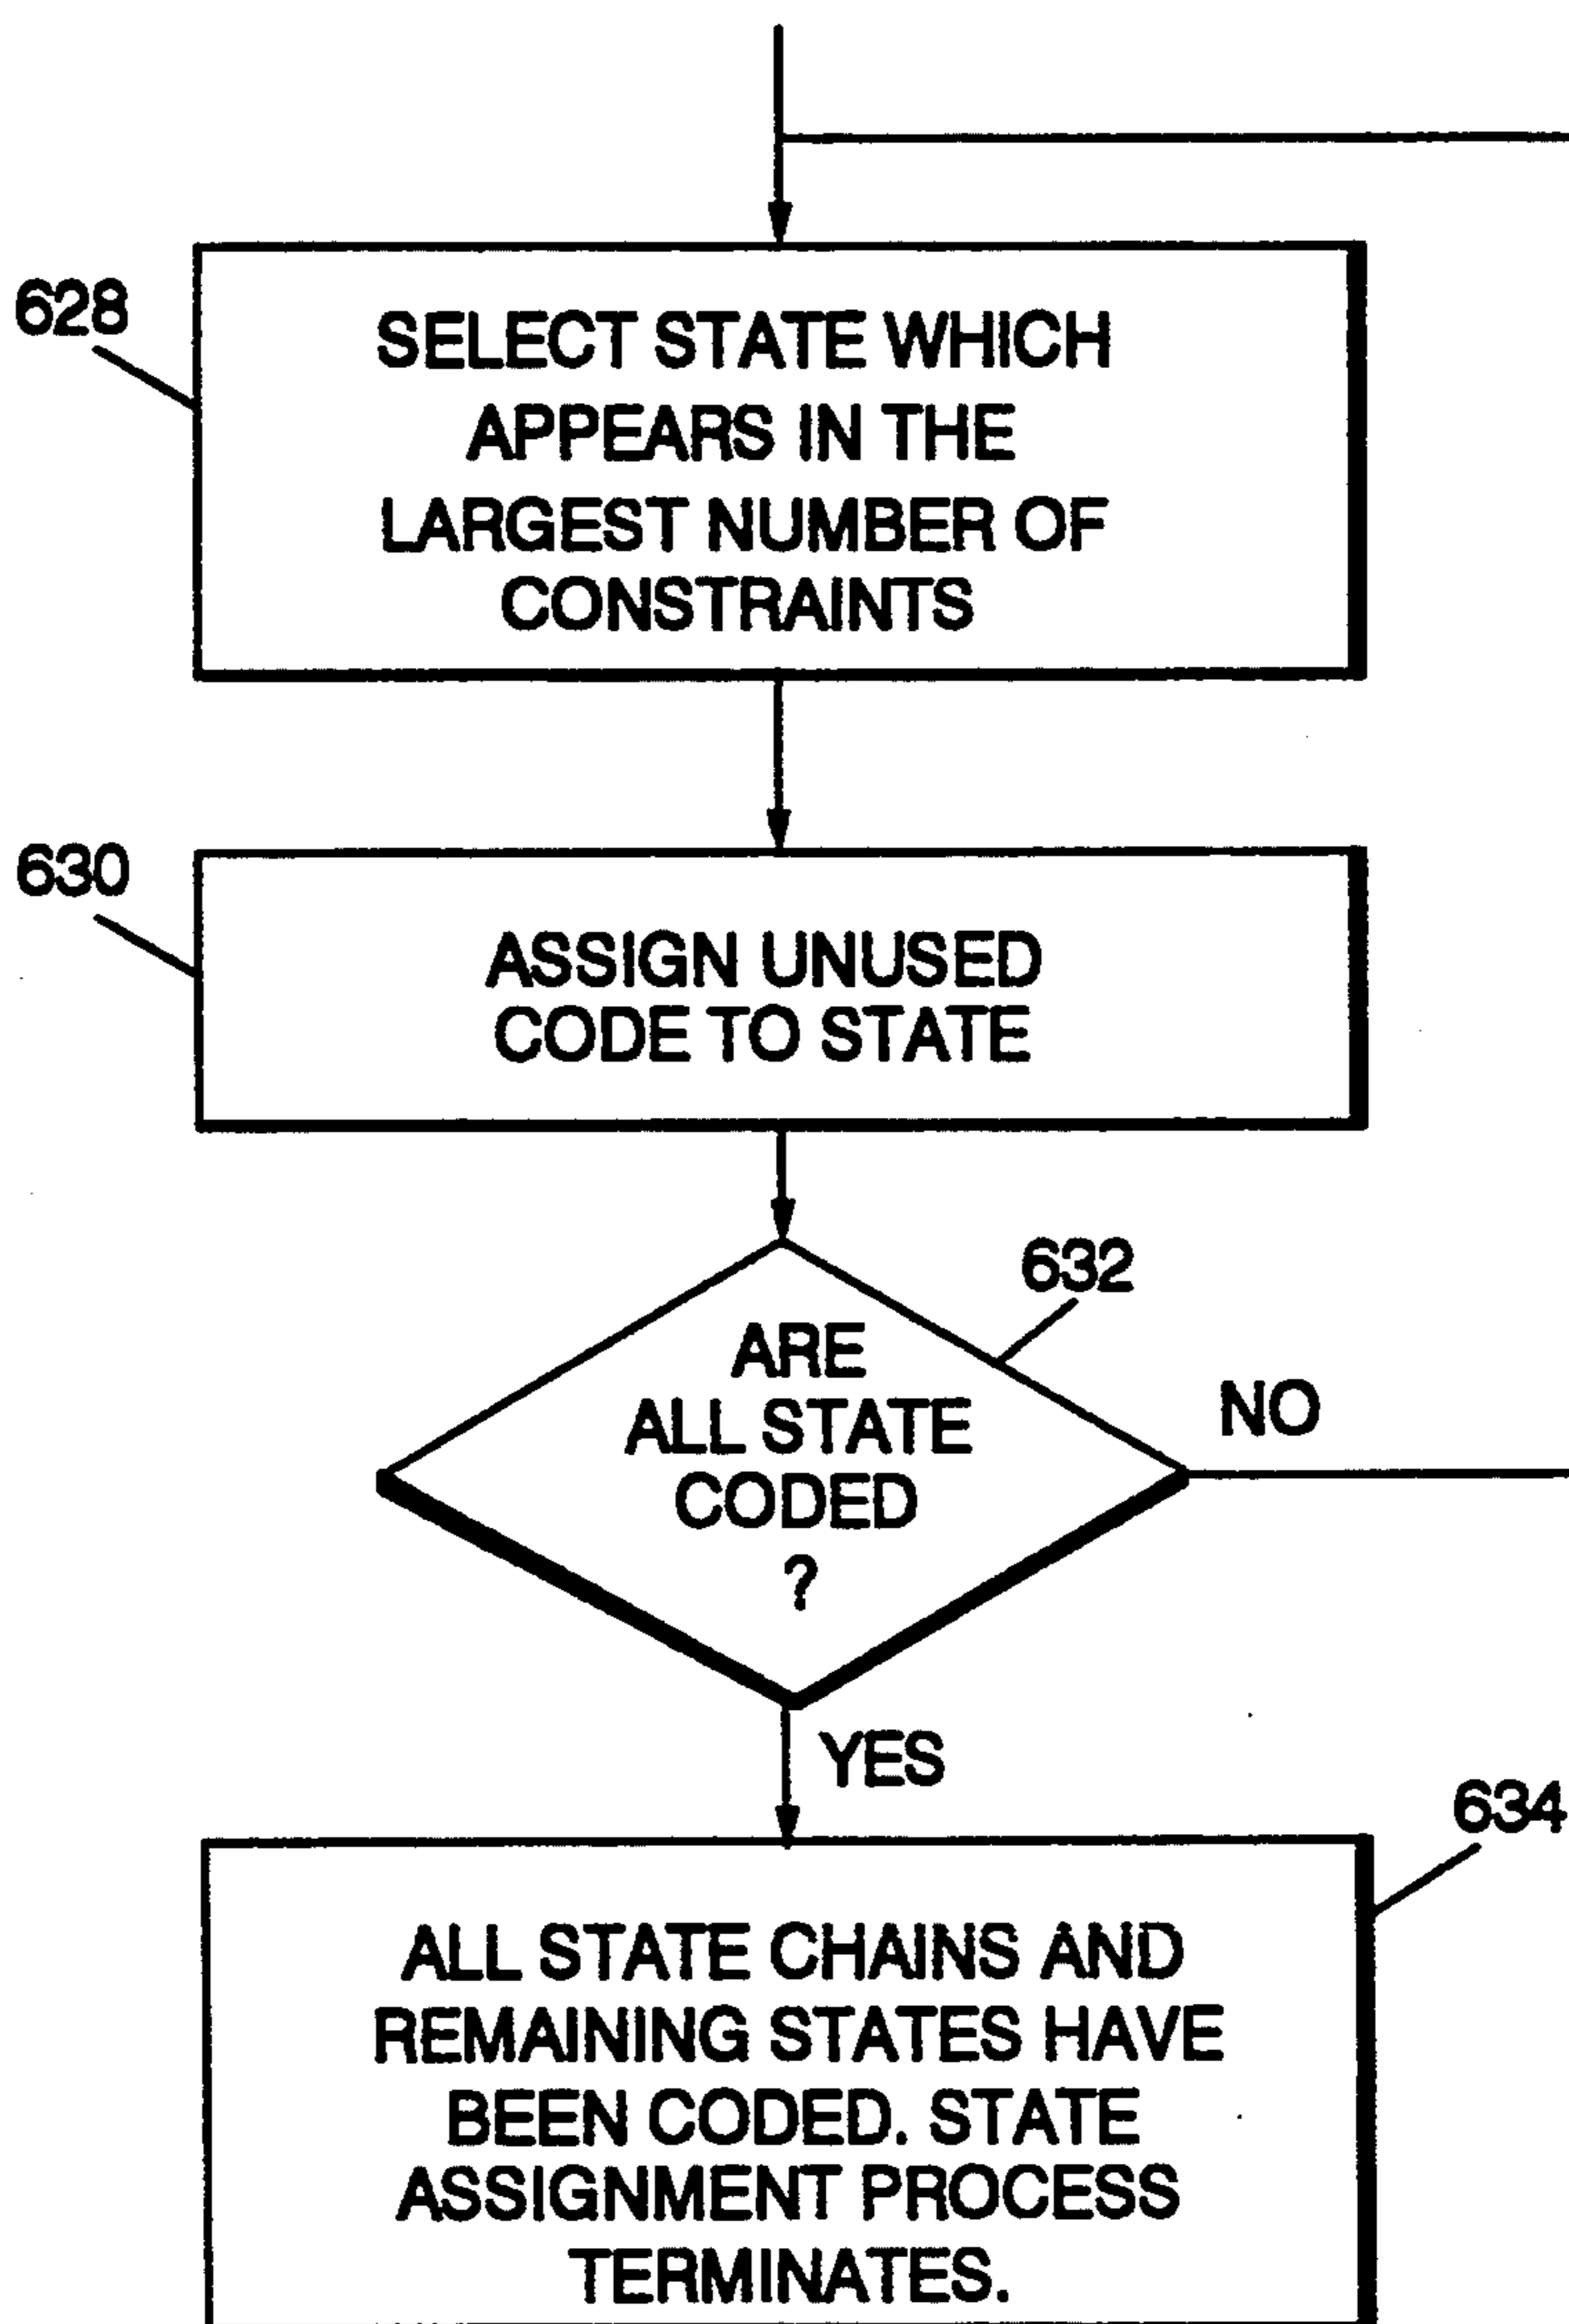 628
SELECT STATE WHICH
APPEARS IN THE
LARGEST NUMBER OF
CONSTRAINTS
630
ASSIGN UNUSED
CODE TO STATE
632
ARE
ALL STATE
CODED
?
NO
YES
634
ALL STATE CHAINS AND
REMAINING STATES HAVE
BEEN CODED. STATE
ASSIGNMENT PROCESS
TERMINATES.